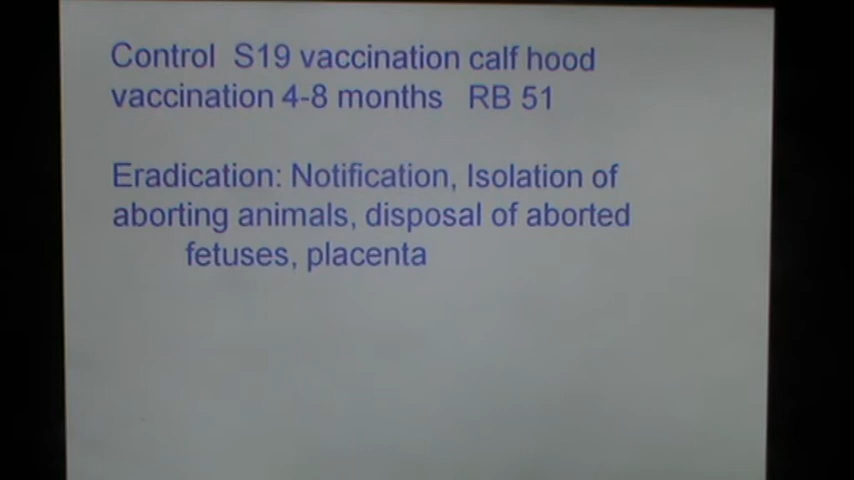 Control S19 vaccination calf hood
vaccination 4-8 months RB 51
Eradication: Notification, Isolation of
aborting animals, disposal of aborted
fetuses, placenta